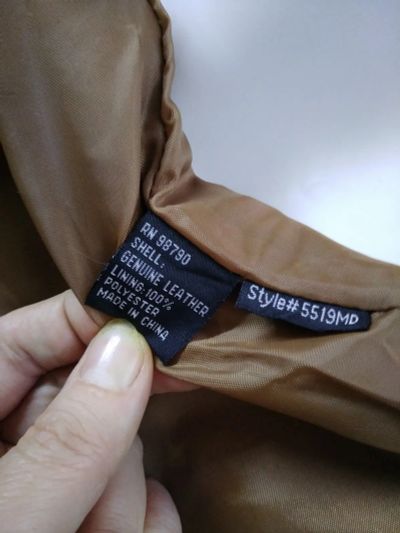 RN 98790
SHELL:
GENUINE LEATHER
LINING:100%
POLYESTER
MADE IN CHINA
Style# 5519MD